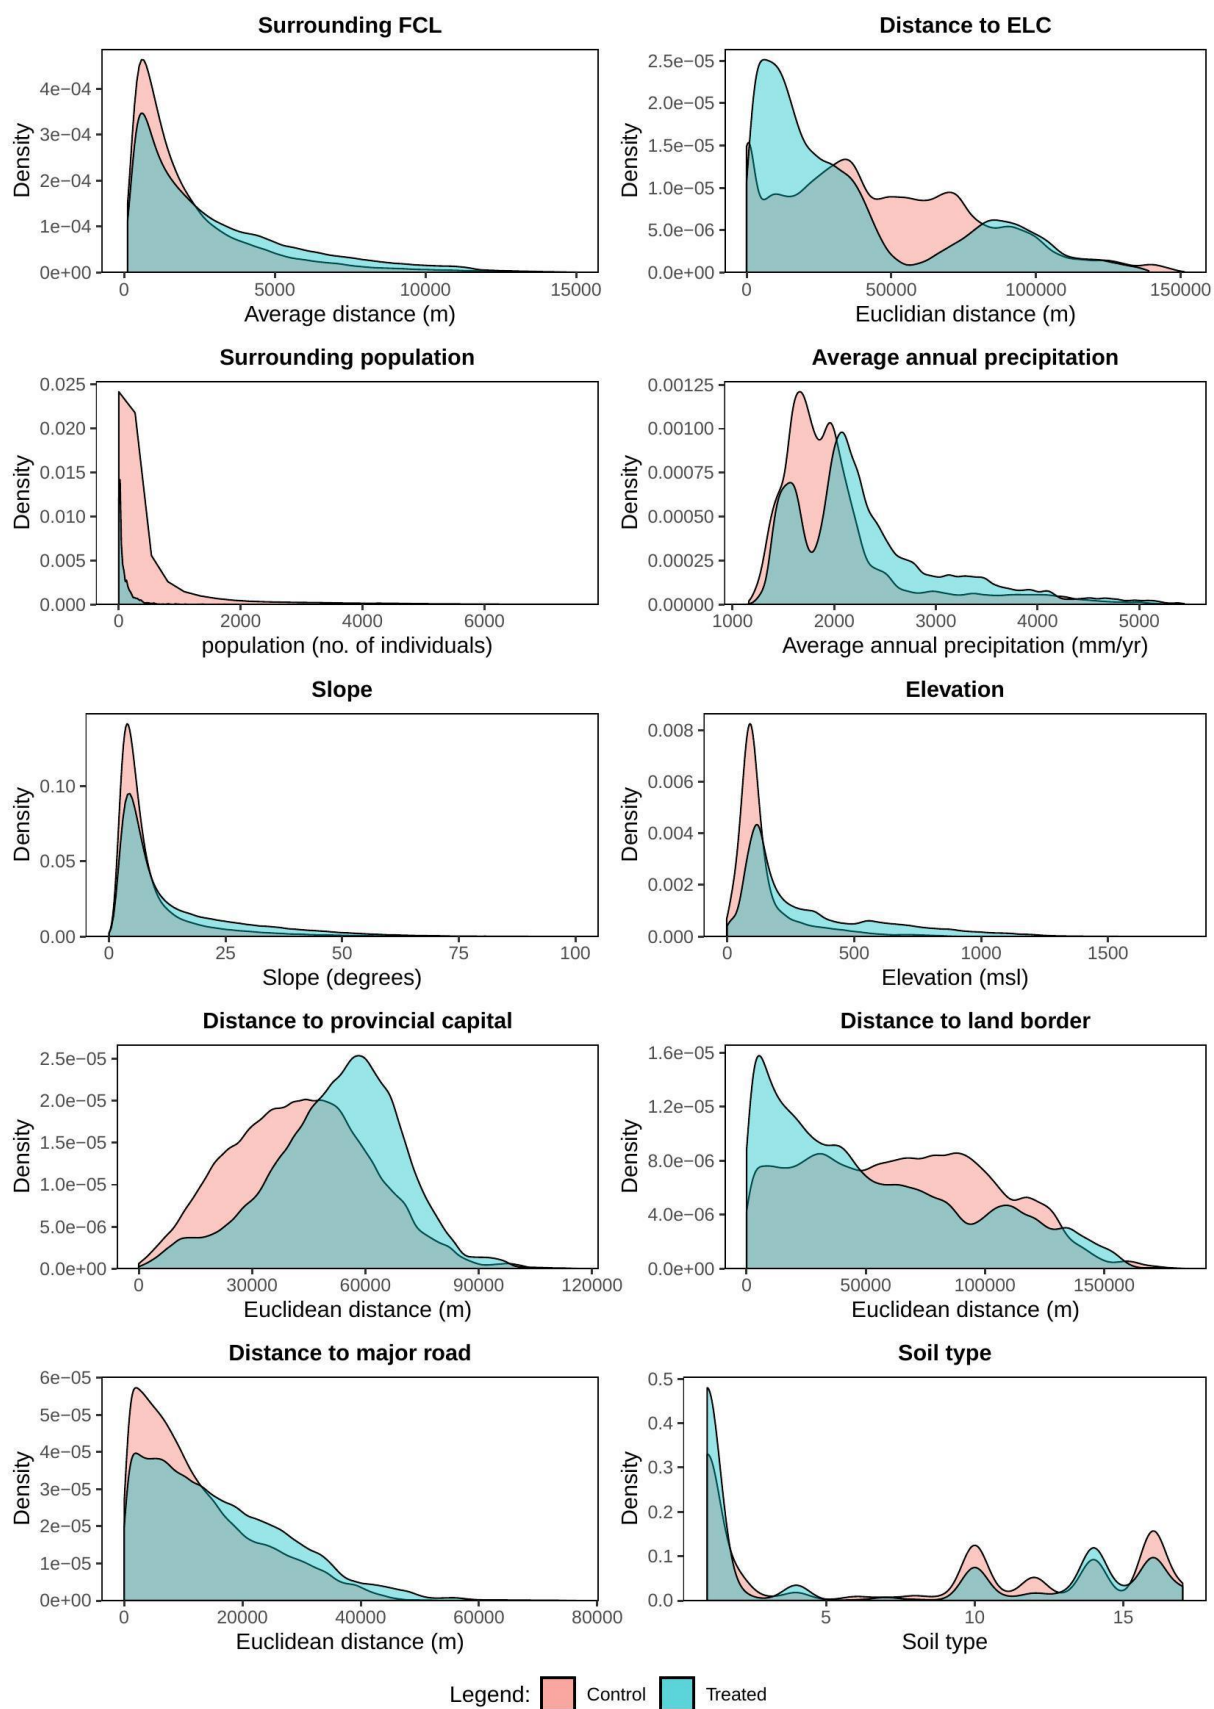 Surrounding FCL
Density
4e−04
3e−04
2e−04
1e−04
0e+00
0 5000 10000 15000
Average distance (m)
Distance to ELC
Density
2.5e−05
2.0e−05
1.5e−05
1.0e−05
5.0e−06
0.0e+00
0 50000 100000 150000
Euclidian distance (m)
Surrounding population
Density
0.025
0.020
0.015
0.010
0.005
0.000
0 2000 4000 6000
population (no. of individuals)
Average annual precipitation
Density
0.00125
0.00100
0.00075
0.00050
0.00025
0.00000
1000 2000 3000 4000 5000
Average annual precipitation (mm/yr)
Slope
Density
0.10
0.05
0.00
0 25 50 75 100
Slope (degrees)
Elevation
Density
0.008
0.006
0.004
0.002
0.000
0 500 1000 1500
Elevation (msl)
Distance to provincial capital
Density
2.5e−05
2.0e−05
1.5e−05
1.0e−05
5.0e−06
0.0e+00
0 30000 60000 90000 120000
Euclidean distance (m)
Distance to land border
Density
1.6e−05
1.2e−05
8.0e−06
4.0e−06
0.0e+00
0 50000 100000 150000
Euclidean distance (m)
Distance to major road
Density
6e−05
5e−05
4e−05
3e−05
2e−05
1e−05
0e+00
0 20000 40000 60000 80000
Euclidean distance (m)
Soil type
Density
0.5
0.4
0.3
0.2
0.1
0.0
5 10 15
Soil type
Legend: Control Treated